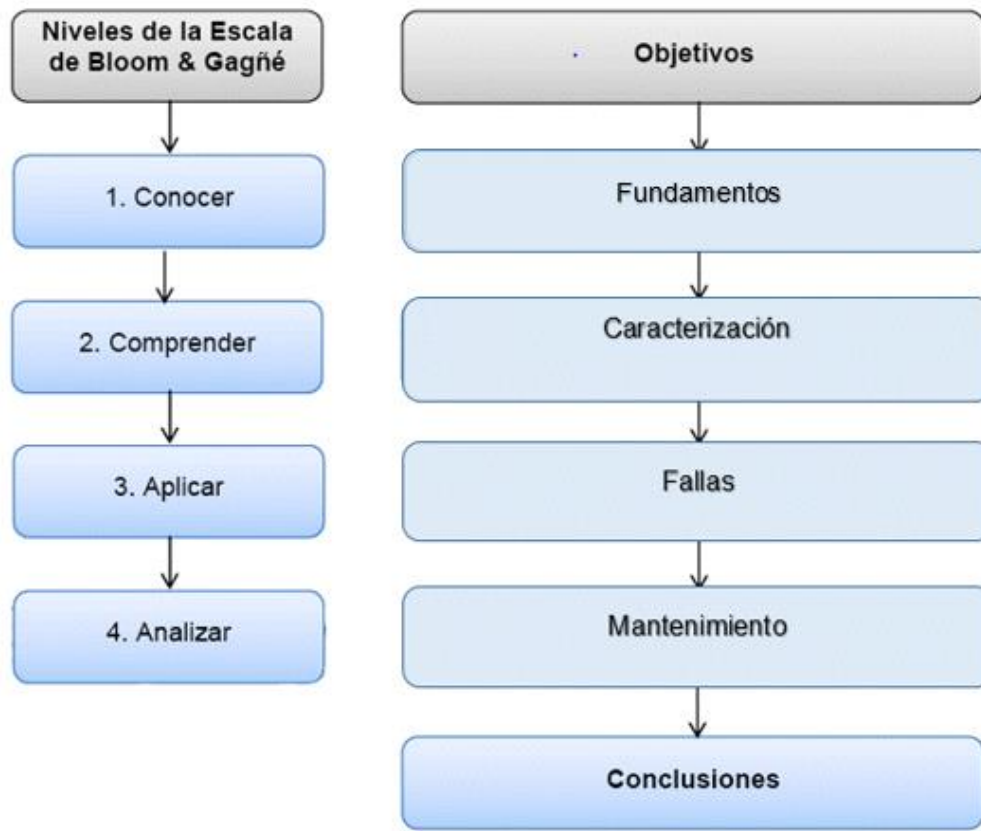 Niveles de la Escala
de Bloom & Gagñé
1. Conocer
2. Comprender
3. Aplicar
4. Analizar
Objetivos
Fundamentos
Caracterización
Fallas
Mantenimiento
Conclusiones